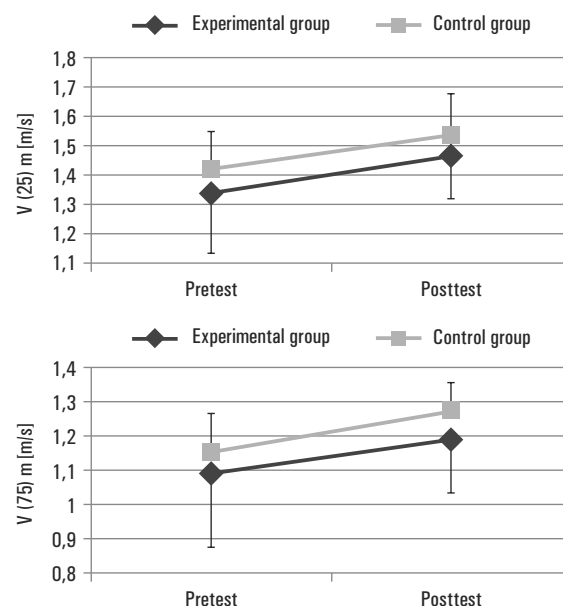 Experimental group Control group
1,8
1,7
1,6
1,5
1,4
1,3
1,2
1,1
V (25) m [m/s]
Pretest Posttest
Experimental group Control group
1,4
1,3
1,2
1,1
1
0,9
0,8
V (75) m [m/s]
Pretest Posttest